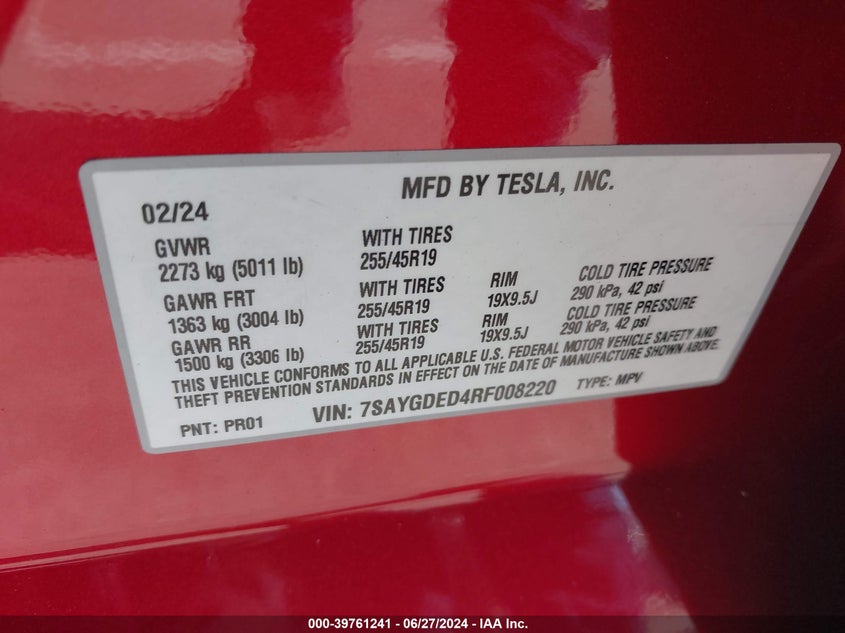 MFD BY TESLA, INC.
02/24
GVWR
2273 kg (5011 lb)
WITH TIRES
255/45R19
GAWR FRT
1363 kg (3004 lb)
WITH TIRES
255/45R19
RIM
19X9.5J
COLD TIRE PRESSURE
290 kPa, 42 psi
GAWR RR
1500 kg (3306 lb)
WITH TIRES
255/45R19
RIM
19X9.5J
COLD TIRE PRESSURE
290 kPa, 42 psi
THIS VEHICLE CONFORMS TO ALL APPLICABLE U.S. FEDERAL MOTOR VEHICLE SAFETY AND
THEFT PREVENTION STANDARDS IN EFFECT ON THE DATE OF MANUFACTURE SHOWN ABOVE.
PNT: PR01 VIN: 7SAYGDED4RF008220 TYPE: MPV
000-39761241 - 06/27/2024 - IAA Inc.